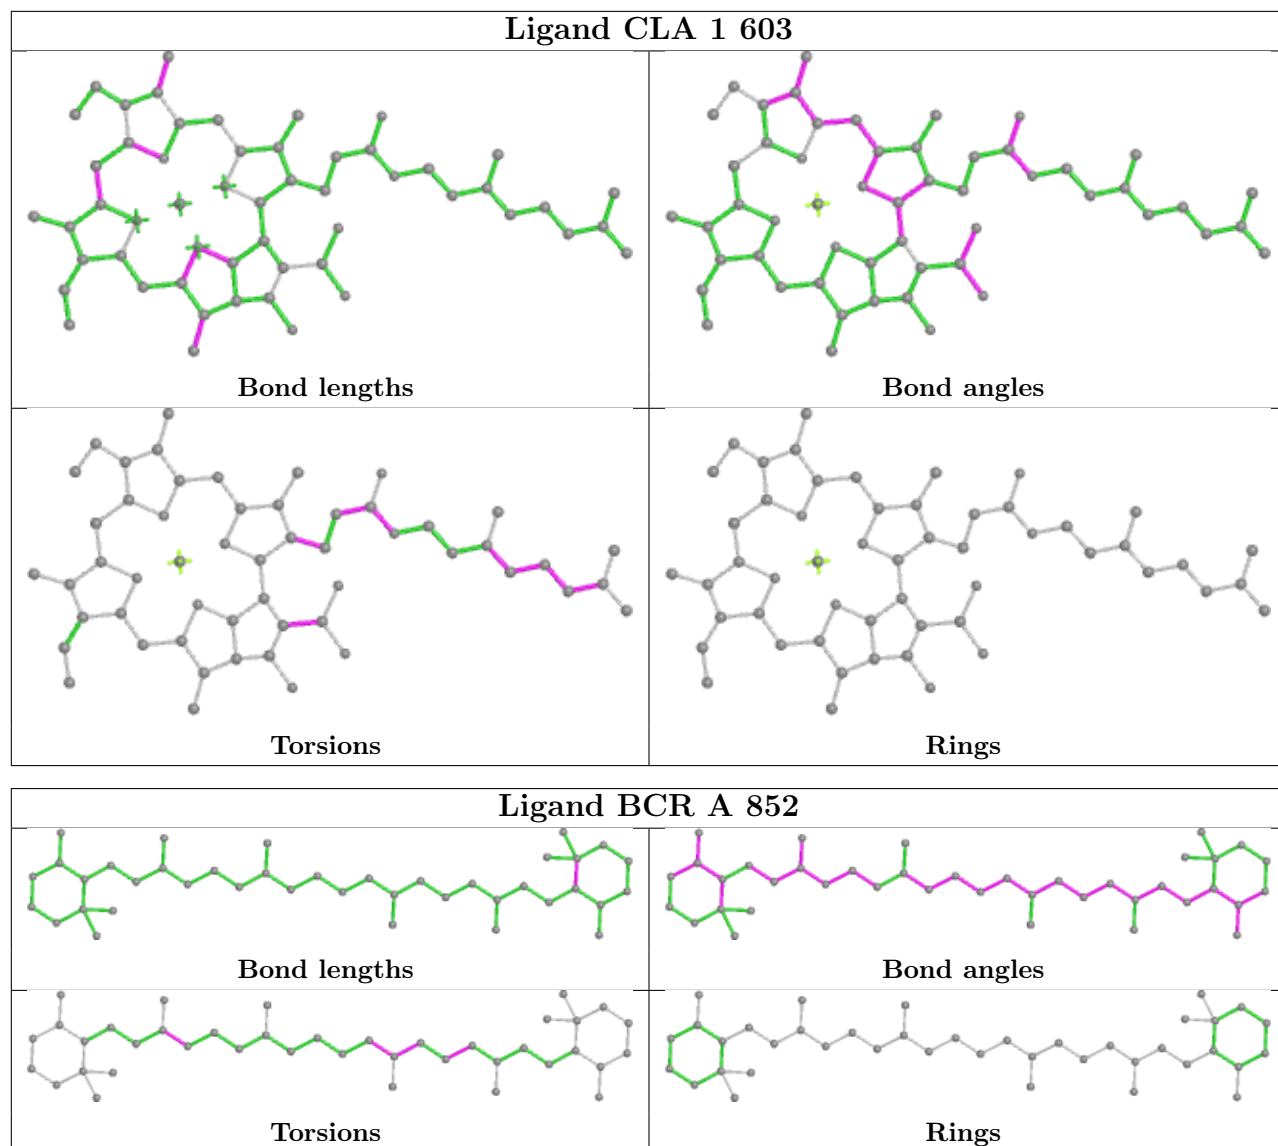 Ligand CLA 1 603
Bond lengths
Bond angles
Torsions
Rings
Ligand BCR A 852
Bond lengths
Bond angles
Torsions
Rings